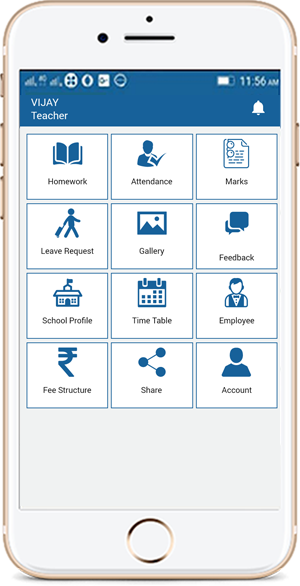 11:56 AM
VIJAY
Teacher
Homework
Attendance
Marks
Leave Request
Gallery
Feedback
School Profile
Time Table
Employee
Fee Structure
Share
Account